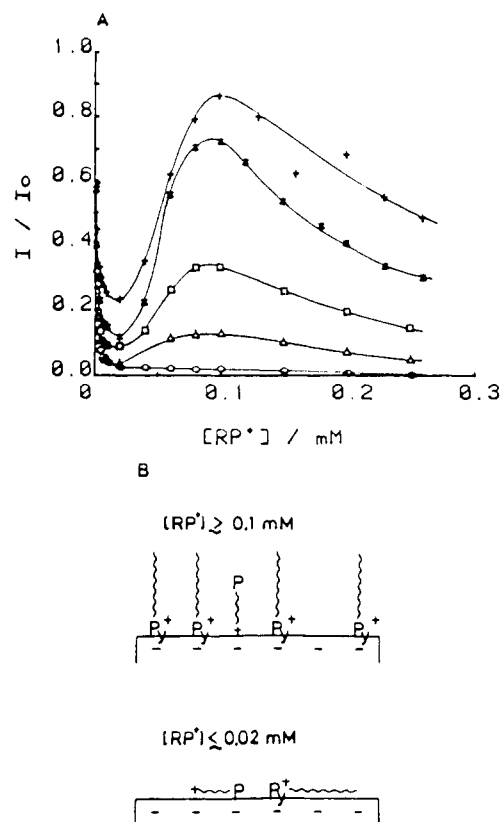 A
1.0
0.8
0.6
0.4
0.2
0.0
I / Io
0 0.1 0.2 0.3
[RP⁺] / mM
B
[RP⁺] ≳ 0.1 mM
P
Py⁺ Py⁺ + Py⁺ Py⁺
- - - - - -
[RP⁺] ≲ 0.02 mM
+ P Py⁺
- - - - - -